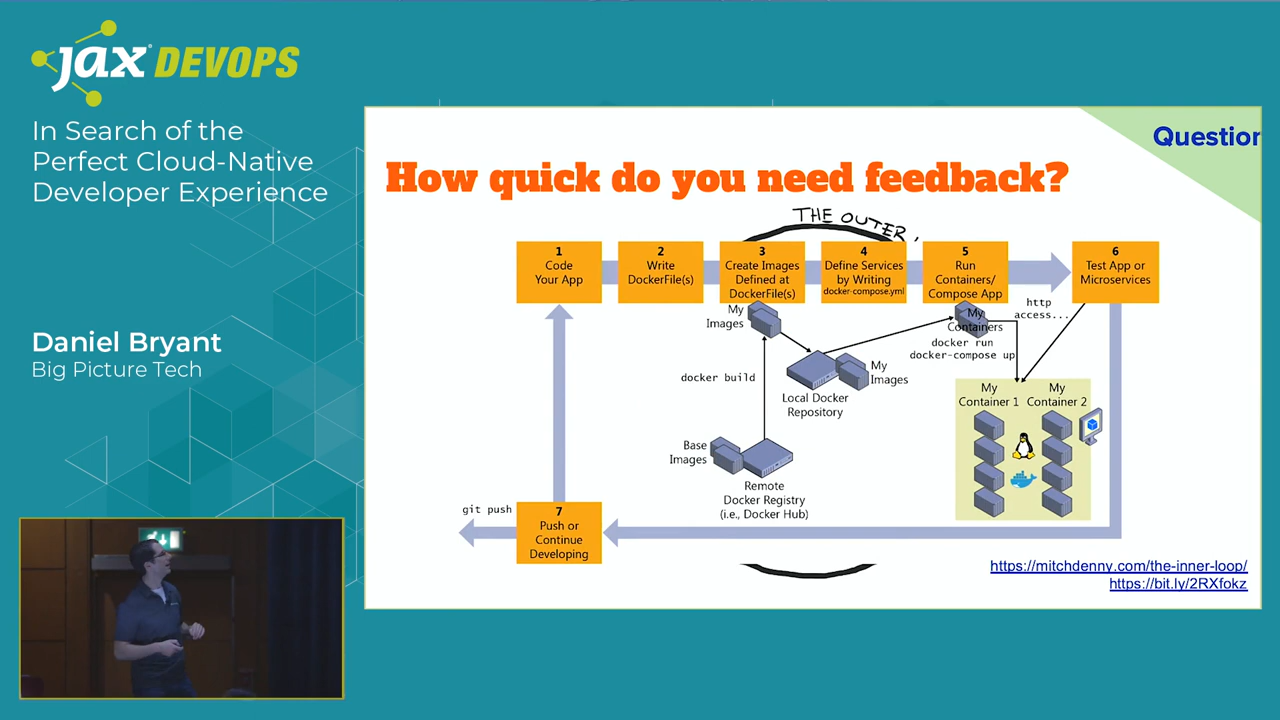 jax DEVOPS
In Search of the
Perfect Cloud-Native
Developer Experience
Daniel Bryant
Big Picture Tech
Question
How quick do you need feedback?
THE OUTER
1
Code
Your App
2
Write
DockerFile(s)
3
Create Images
Defined at
DockerFile(s)
4
Define Services
by Writing
docker-compose.yml
5
Run
Containers/
Compose App
6
Test App or
Microservices
My
Images
My
Containers
http
access...
docker run
docker-compose up
docker build
My
Images
Local Docker
Repository
My
Container 1
My
Container 2
Base
Images
Remote
Docker Registry
(i.e., Docker Hub)
git push
7
Push or
Continue
Developing
https://mitchdenny.com/the-inner-loop/
https://bit.ly/2RXfokz